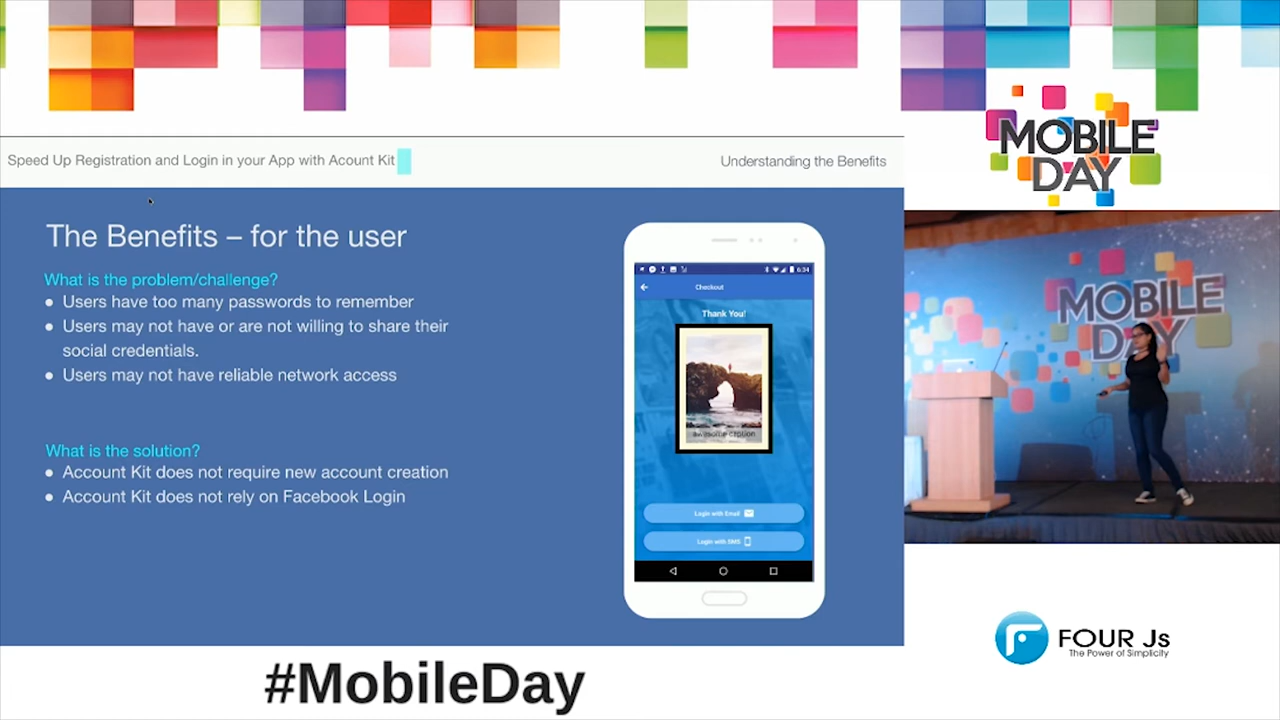 MOBILE
DAY
Speed Up Registration and Login in your App with Acount Kit
Understanding the Benefits
The Benefits – for the user
What is the problem/challenge?
● Users have too many passwords to remember
● Users may not have or are not willing to share their
social credentials.
● Users may not have reliable network access
What is the solution?
● Account Kit does not require new account creation
● Account Kit does not rely on Facebook Login
6:34
Checkout
Thank You!
caption
Login with Email
Login with SMS
MOBILE
DAY
FOUR Js
The Power of Simplicity
#MobileDay